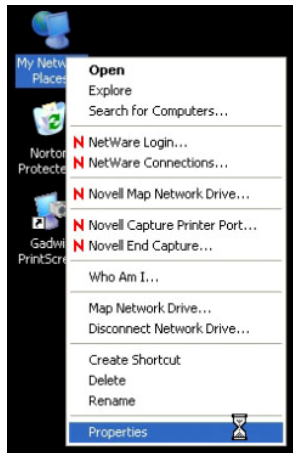 My Netw
Places
Open
Explore
Search for Computers...
NetWare Login...
NetWare Connections...
Novell Map Network Drive...
Novell Capture Printer Port...
Novell End Capture...
Who Am I...
Map Network Drive...
Disconnect Network Drive...
Create Shortcut
Delete
Rename
Properties
Norton
Protecte
Gadwi
PrintScre